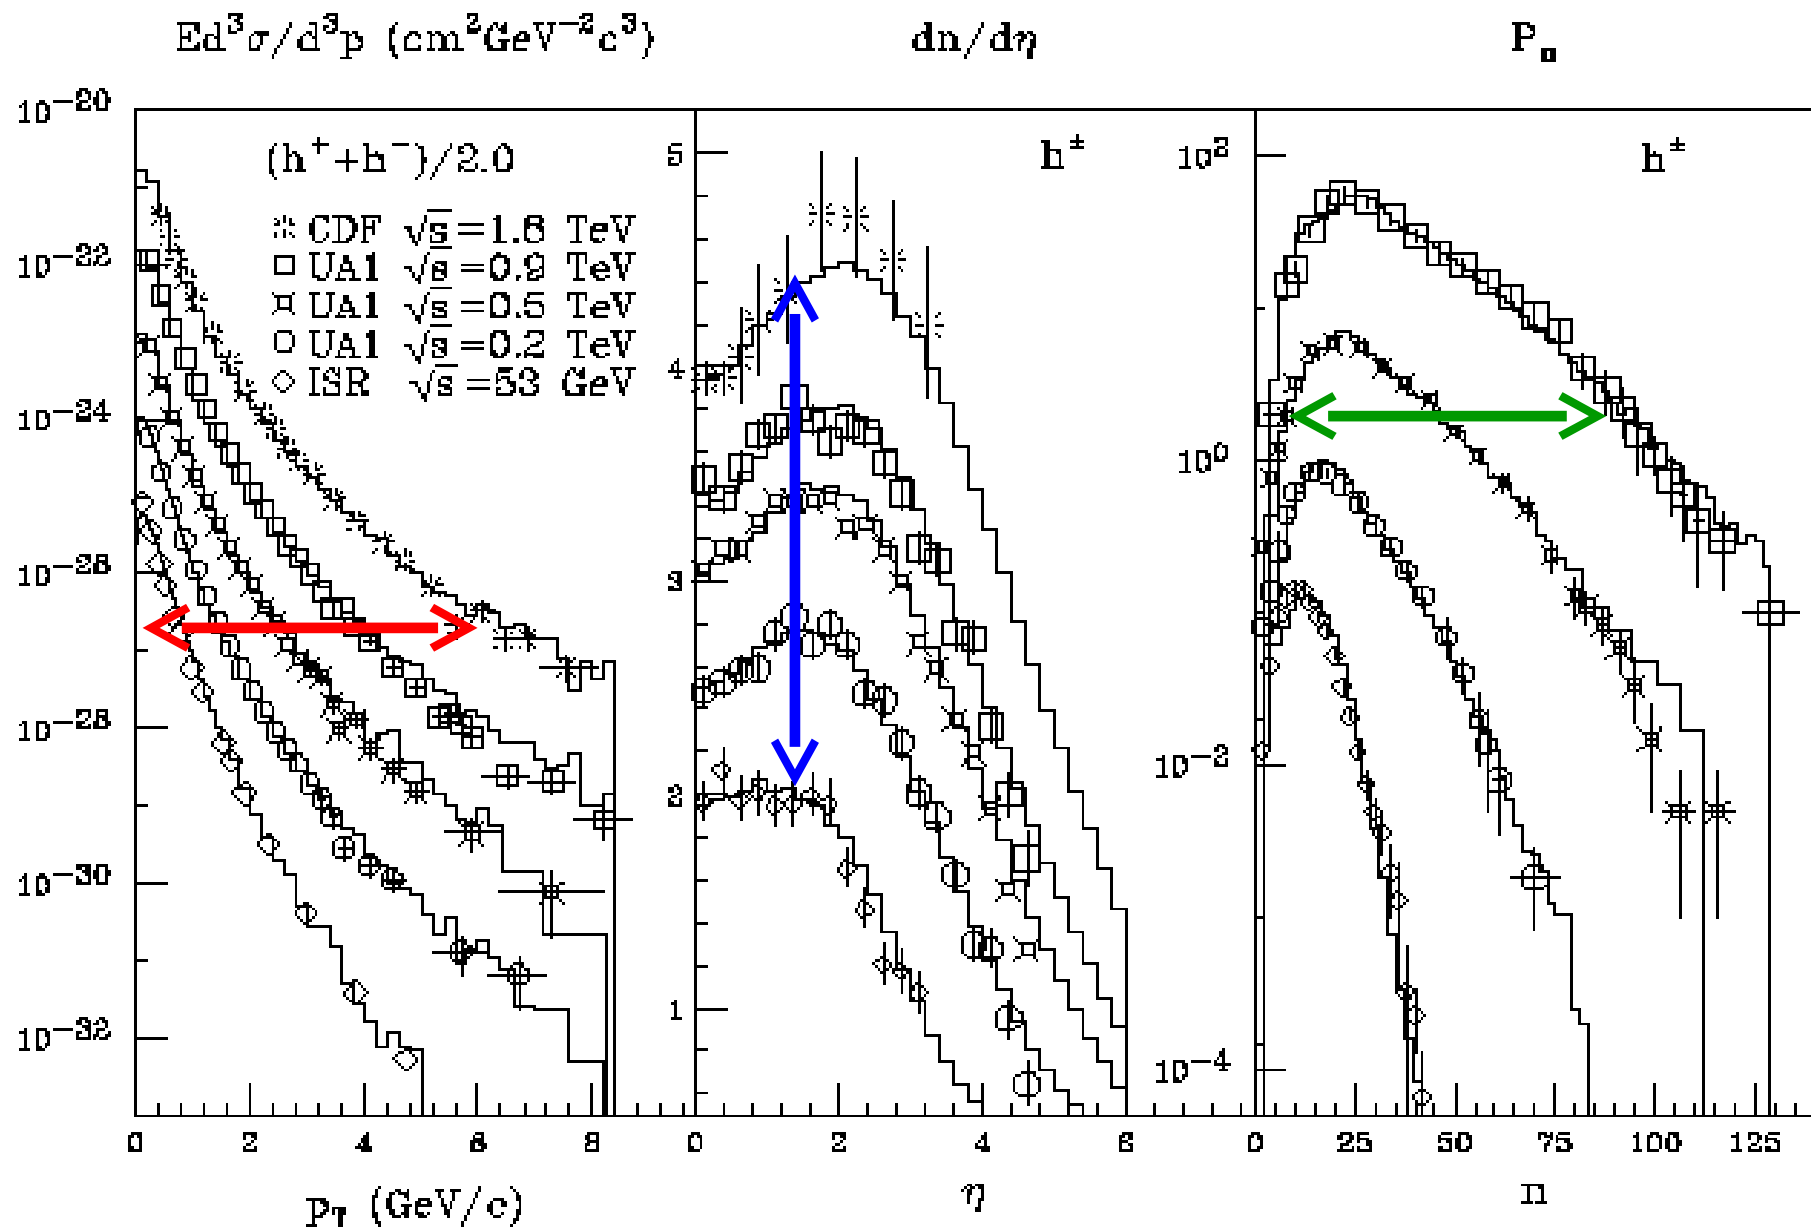 Ed³σ/d³p (cm²GeV⁻²c³)
dn/dη
Pₙ
10⁻²⁰
10⁻²²
10⁻²⁴
10⁻²⁶
10⁻²⁸
10⁻³⁰
10⁻³²
(h⁺+h⁻)/2.0
CDF √s=1.8 TeV
UA1 √s=0.9 TeV
UA1 √s=0.5 TeV
UA1 √s=0.2 TeV
ISR √s=53 GeV
0 2 4 6 8
p_T (GeV/c)
h±
5
4
3
2
1
0 2 4 6
η
h±
10²
10⁰
10⁻²
10⁻⁴
0 25 50 75 100 125
n